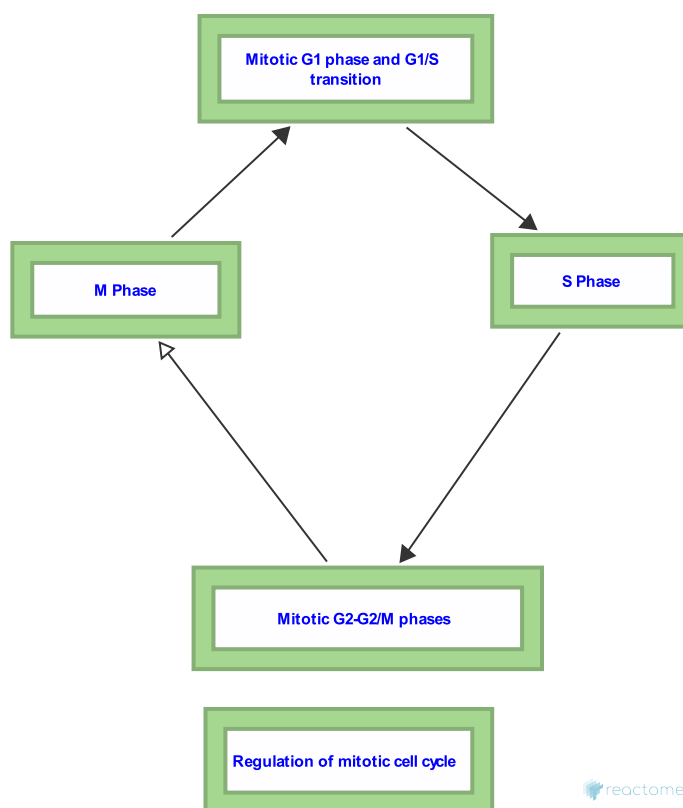 Mitotic G1 phase and G1/S
transition
M Phase
S Phase
Mitotic G2-G2/M phases
Regulation of mitotic cell cycle
reactome